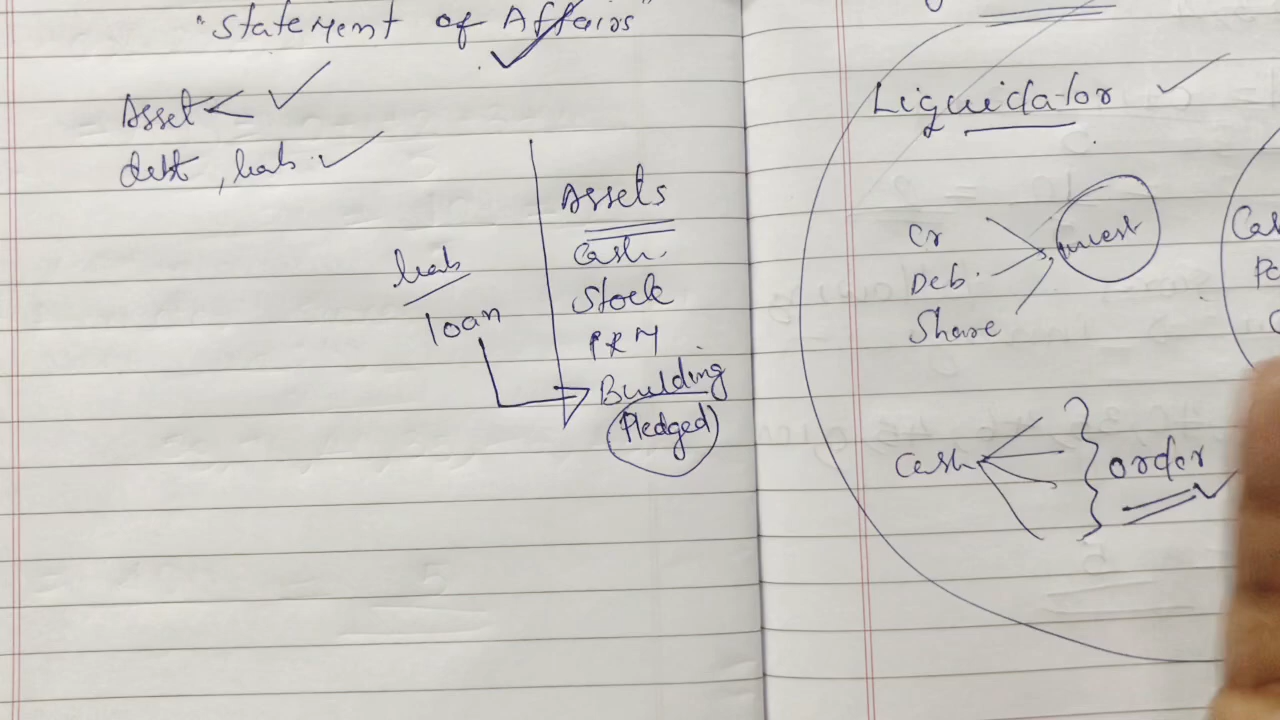 "Statement of Affairs"
Asset
debt, liab.
Assets
Cash.
Stock
P & M
Building
(Pledged)
liab
loan
Liquidator
Cr
Deb.
Share
Invest
Cash
order